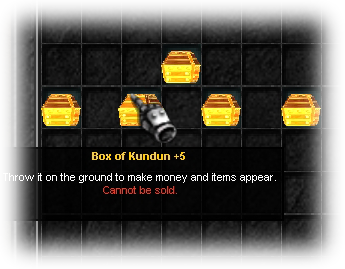 Box of Kundun +5
Throw it on the ground to make money and items appear.
Cannot be sold.